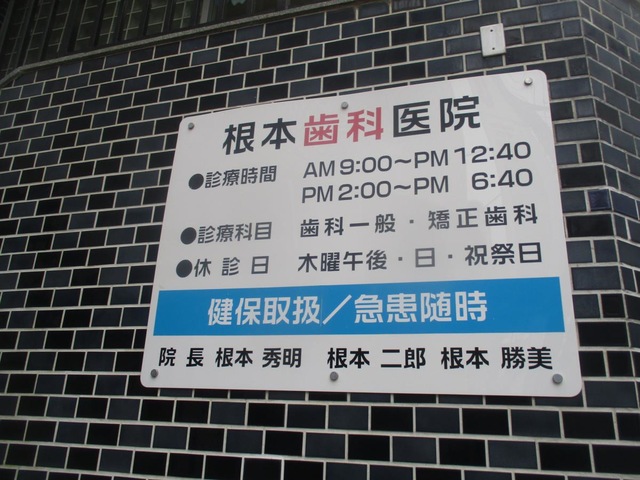 根本歯科医院
●診療時間 AM 9:00～PM 12:40
PM 2:00～PM 6:40
●診療科目 歯科一般・矯正歯科
●休診日 木曜午後・日・祝祭日
健保取扱／急患随時
院長 根本 秀明 根本 二郎 根本 勝美